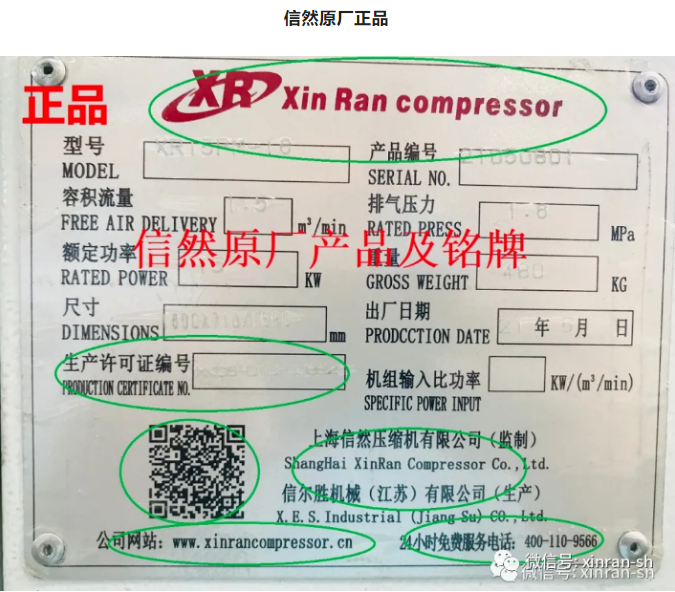 信然原厂正品
正品
XR Xin Ran compressor
型号 产品编号
MODEL SERIAL NO. 2T050801
容积流量 排气压力
FREE AIR DELIVERY 1.5 m³/min RATED PRESS. 1.6 MPa
信然原厂产品及铭牌
额定功率 重量
RATED POWER KW GROSS WEIGHT 480 KG
尺寸 出厂日期
DIMENSIONS mm PRODCCTION DATE 年 月 日
生产许可证编号 机组输入比功率
PRODUCTION CERTIFICATE NO. SPECIFIC POWER INPUT KW/(m³/min)
上海信然压缩机有限公司(监制)
ShangHai XinRan Compressor Co.,Ltd.
信尔胜机械(江苏)有限公司(生产)
X.E.S.Industrial (Jiang Su) CO.,Ltd.
公司网站: www.xinrancompressor.cn 24小时免费服务电话: 400-110-9566
微信号: xinran-sh